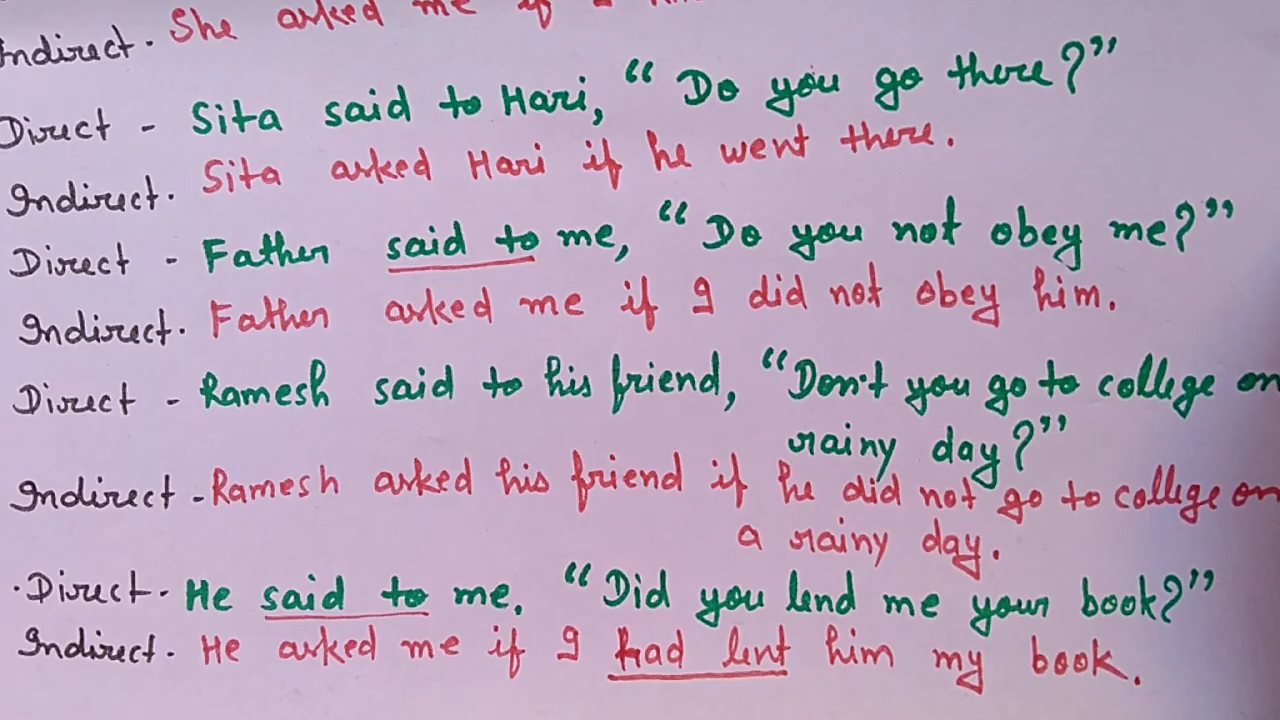 Indirect. She asked me if I
Direct - Sita said to Hari, "Do you go there?"
Indirect. Sita asked Hari if he went there.
Direct - Father said to me, "Do you not obey me?"
Indirect. Father asked me if I did not obey him.
Direct - Ramesh said to his friend, "Don't you go to college on
rainy day?"
Indirect - Ramesh asked his friend if he did not go to college on
a rainy day.
. Direct. He said to me, "Did you lend me your book?"
Indirect. He asked me if I had lent him my book.